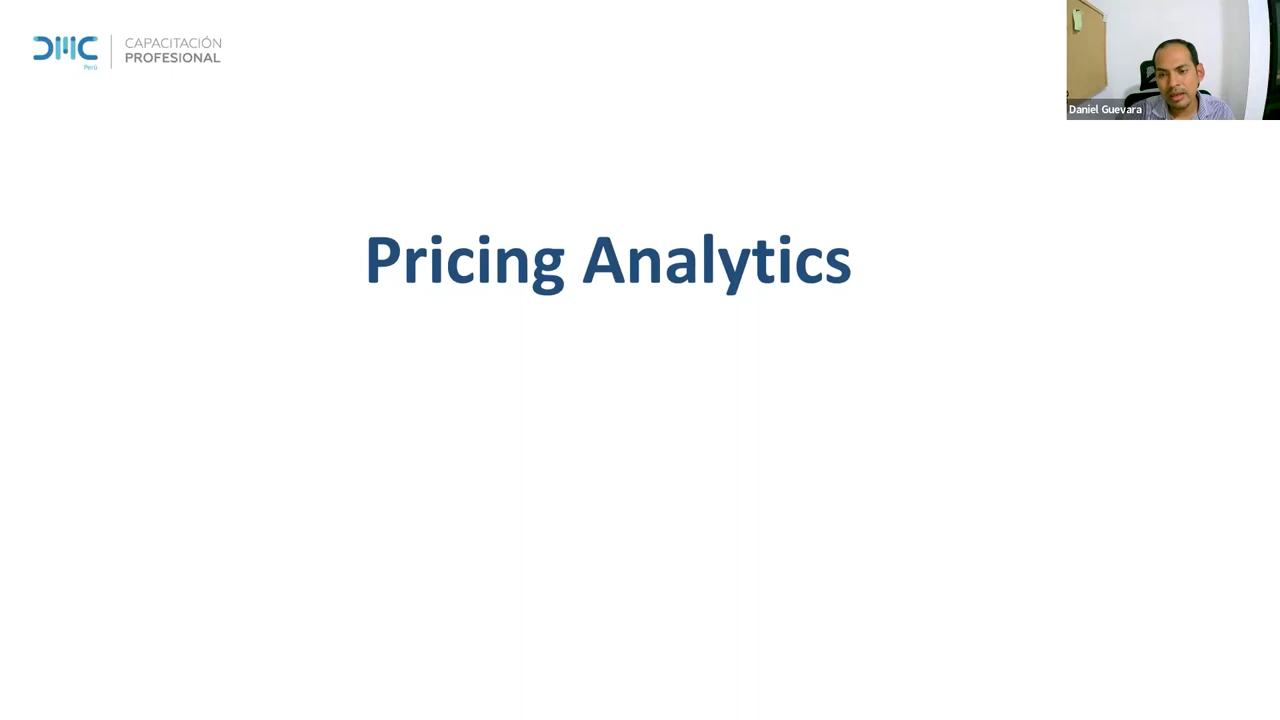 DMC
Perú
CAPACITACIÓN
PROFESIONAL
Daniel Guevara
Pricing Analytics